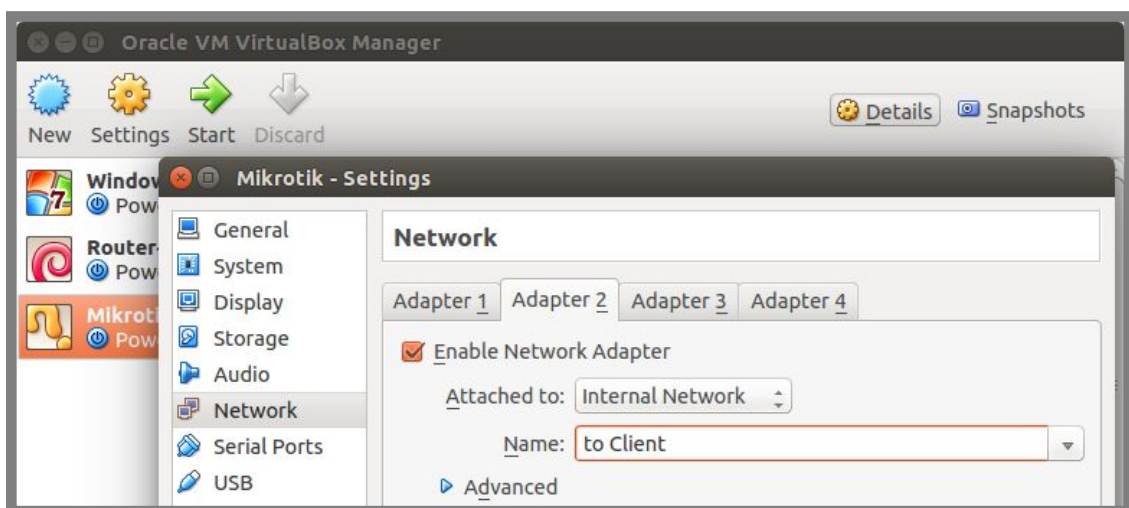 Oracle VM VirtualBox Manager
New Settings Start Discard
Details Snapshots
Mikrotik - Settings
7
Router-
General
System
Display
Storage
Audio
Network
Serial Ports
USB
Network
Adapter 1 Adapter 2 Adapter 3 Adapter 4
Enable Network Adapter
Attached to: Internal Network
Name: to Client
Advanced